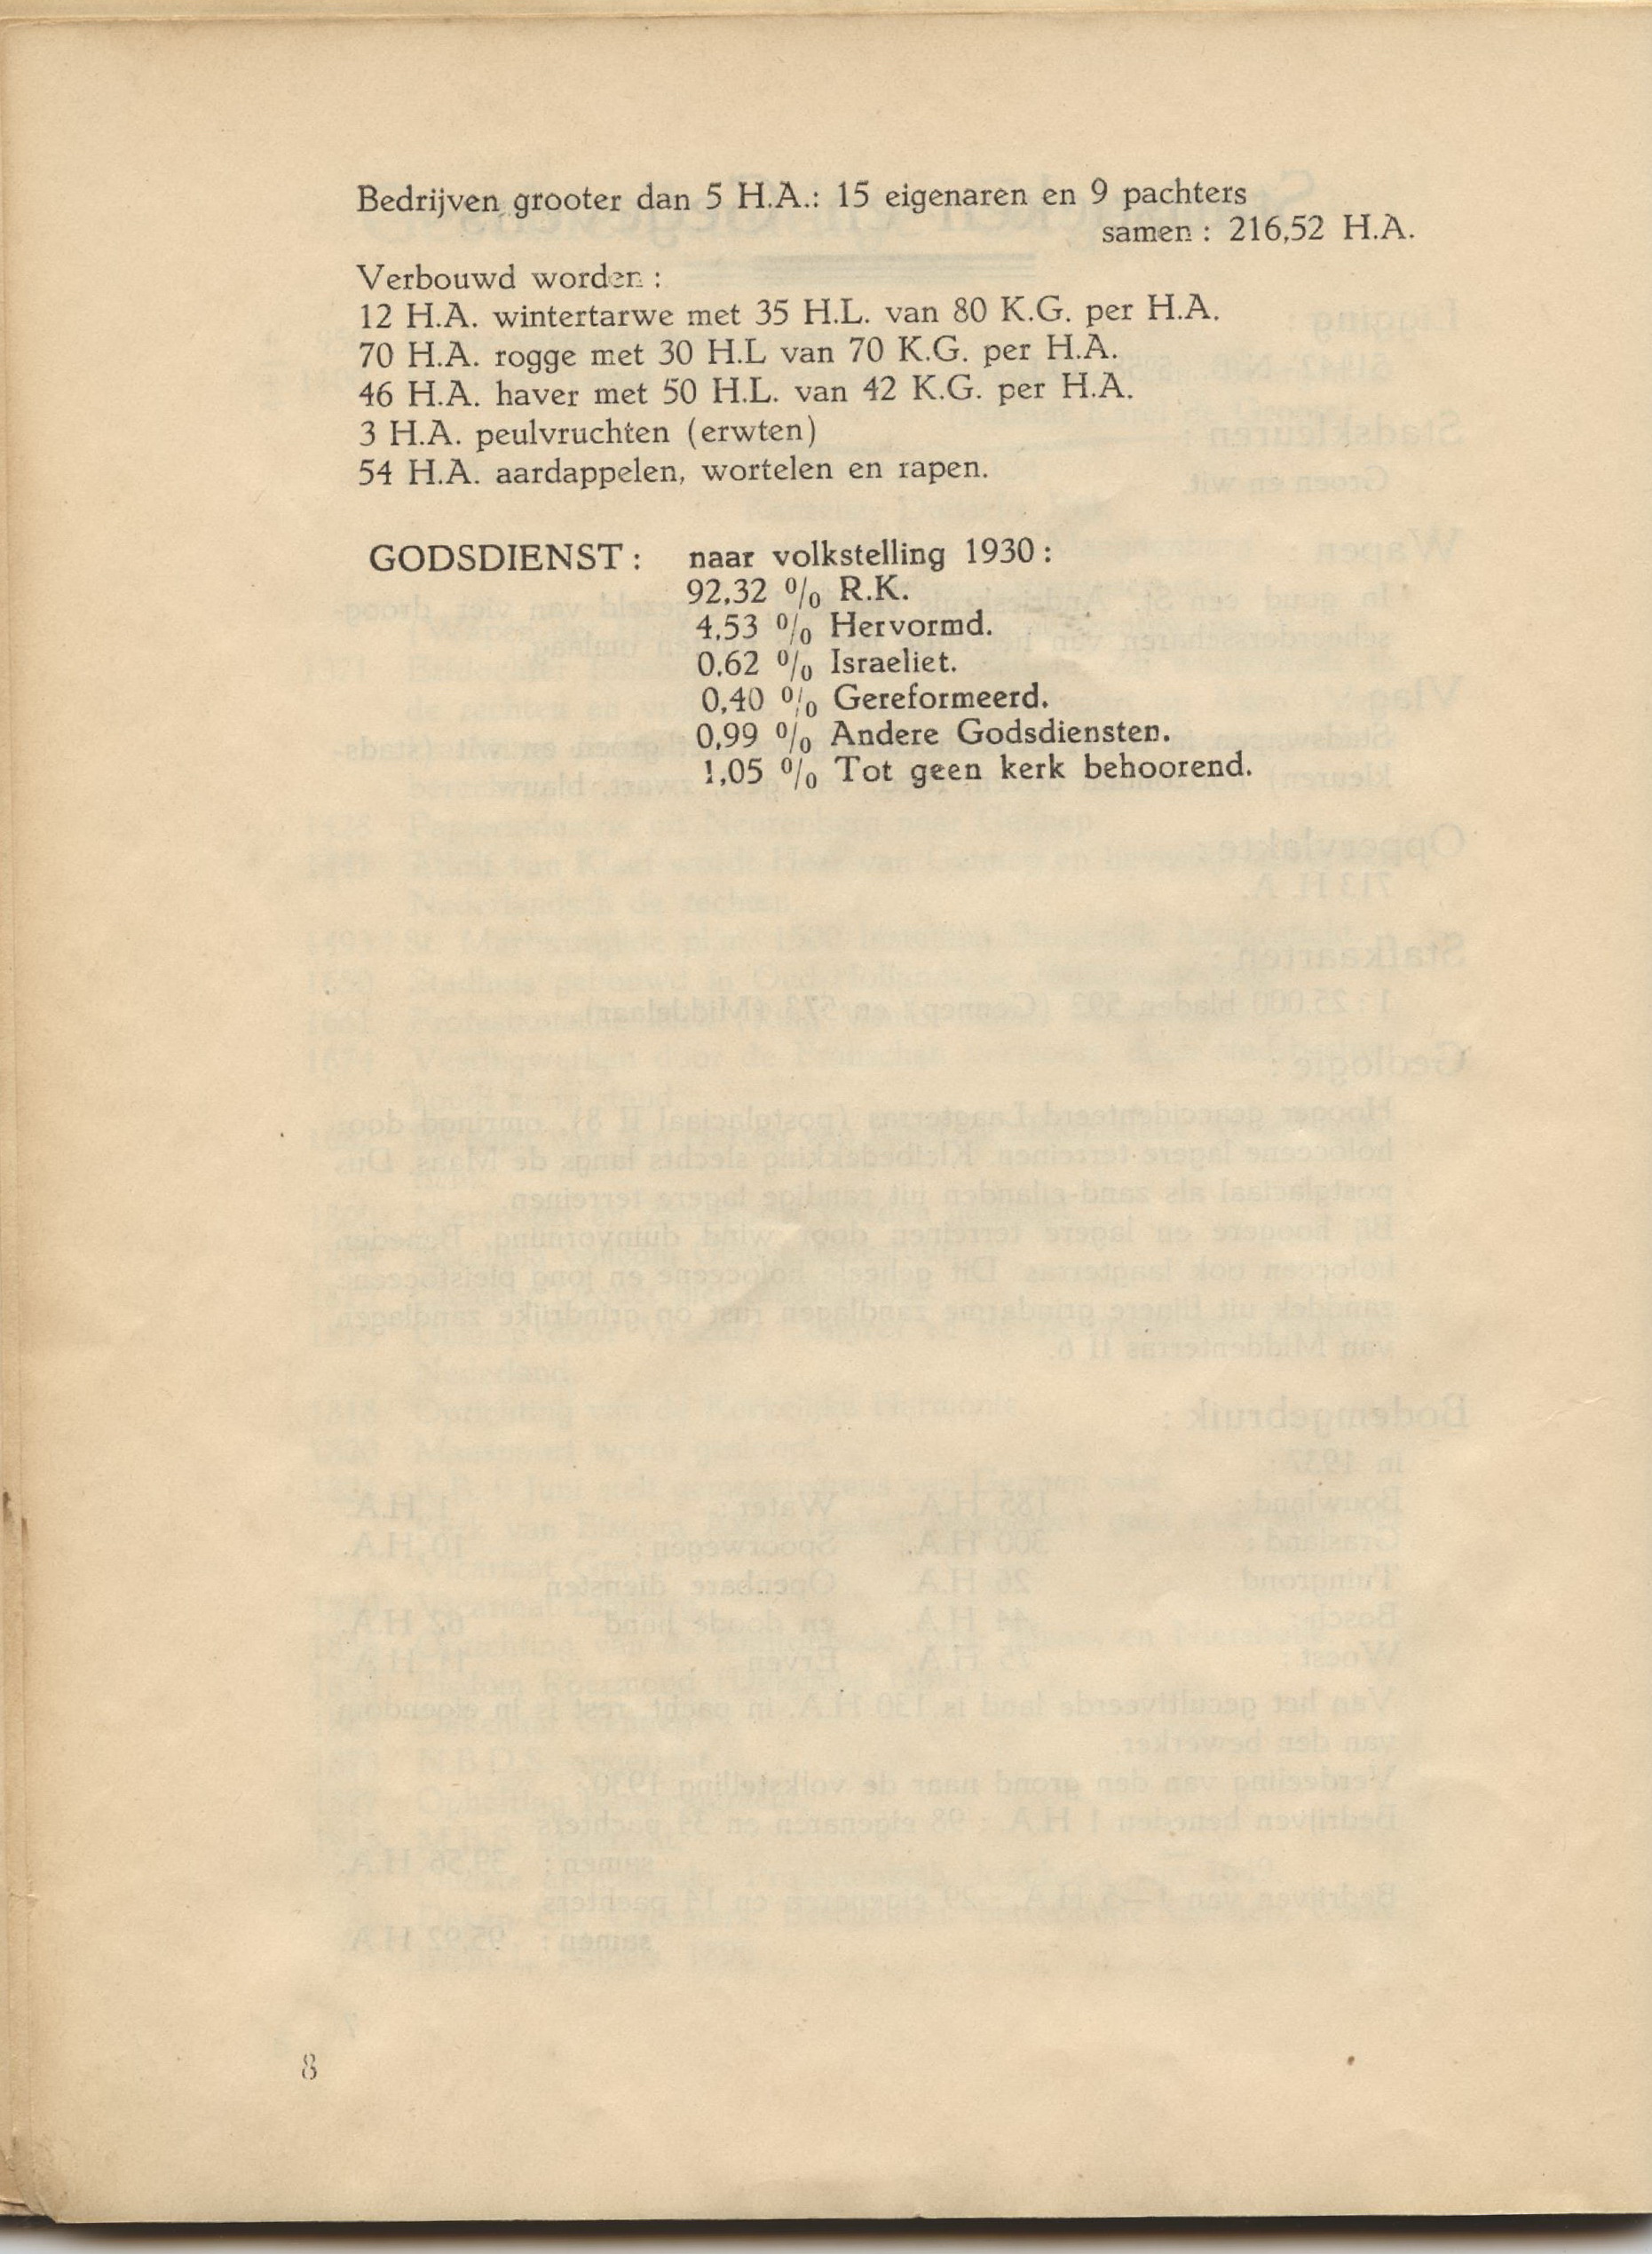 Bedrijven grooter dan 5 H.A.: 15 eigenaren en 9 pachters
samen : 216,52 H.A.
Verbouwd worden :
12 H.A. wintertarwe met 35 H.L. van 80 K.G. per H.A.
70 H.A. rogge met 30 H.L van 70 K.G. per H.A.
46 H.A. haver met 50 H.L. van 42 K.G. per H.A.
3 H.A. peulvruchten (erwten)
54 H.A. aardappelen, wortelen en rapen.
GODSDIENST : naar volkstelling 1930 :
92,32 % R.K.
4,53 % Hervormd.
0,62 % Israeliet.
0,40 % Gereformeerd.
0,99 % Andere Godsdiensten.
1,05 % Tot geen kerk behoorend.
8